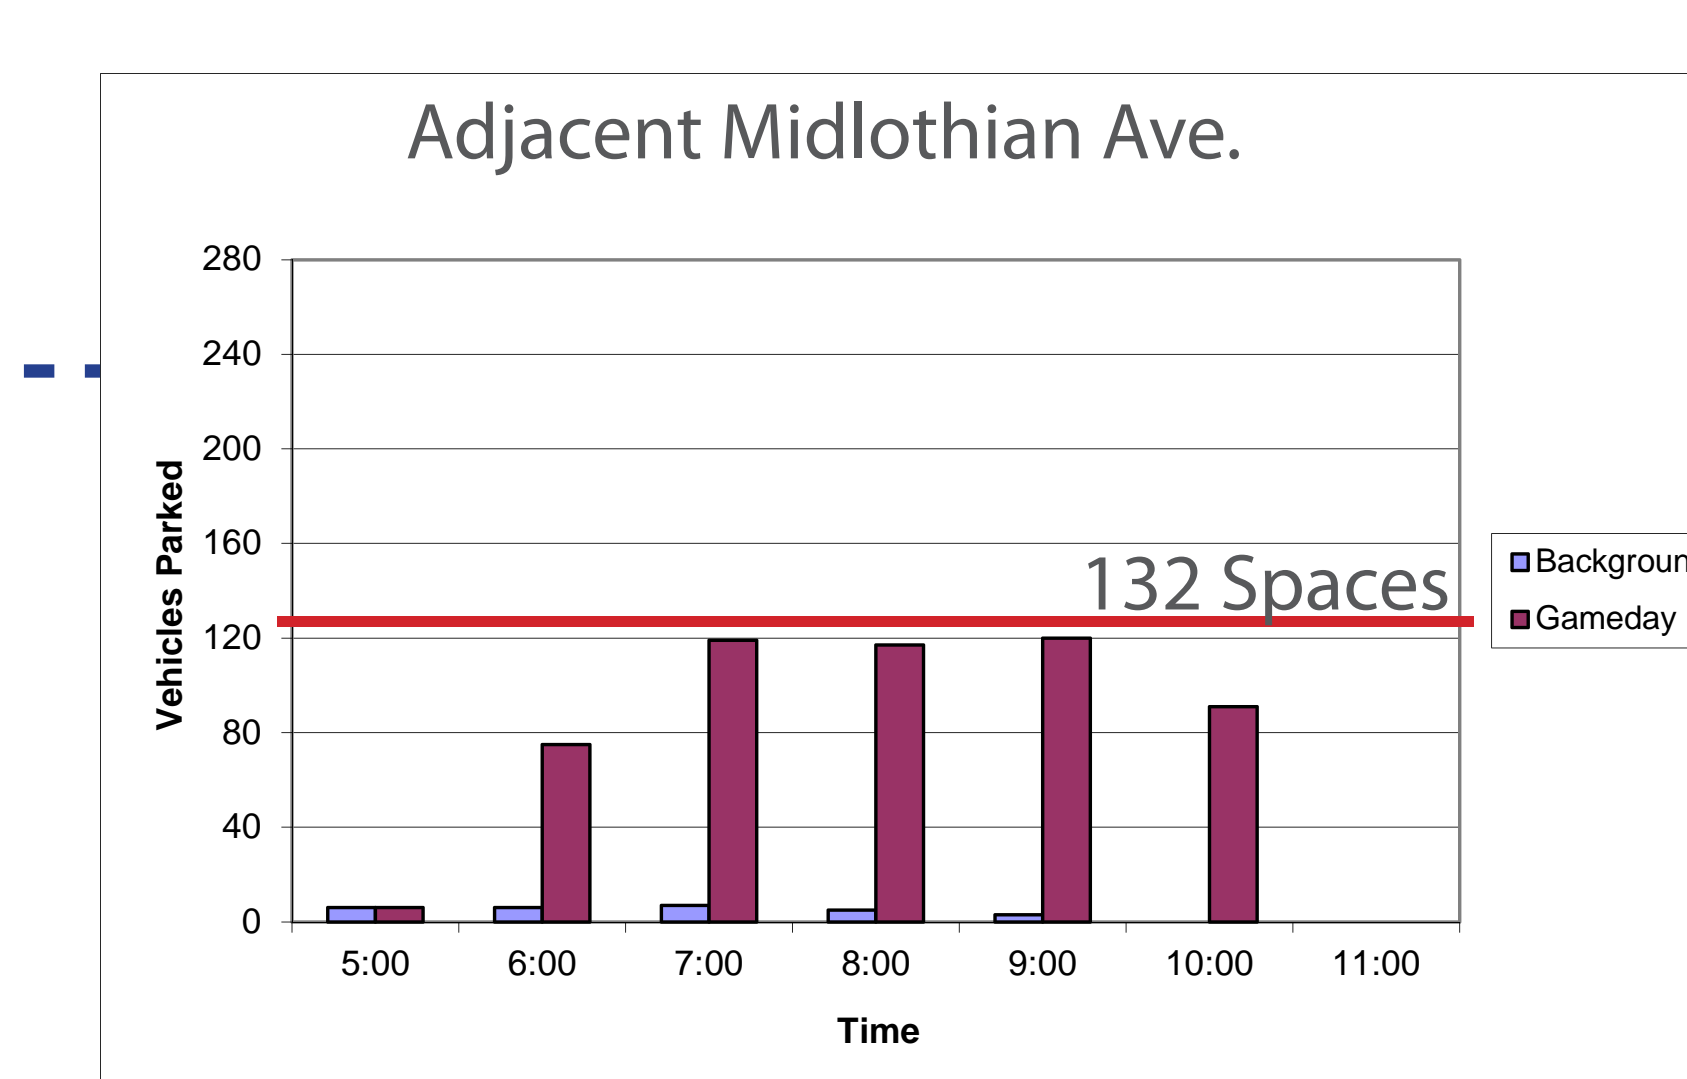 Adjacent Midlothian Ave.
280
240
200
160
120
80
40
0
Vehicles Parked
132 Spaces
Backgroun
Gameday
5:00 6:00 7:00 8:00 9:00 10:00 11:00
Time